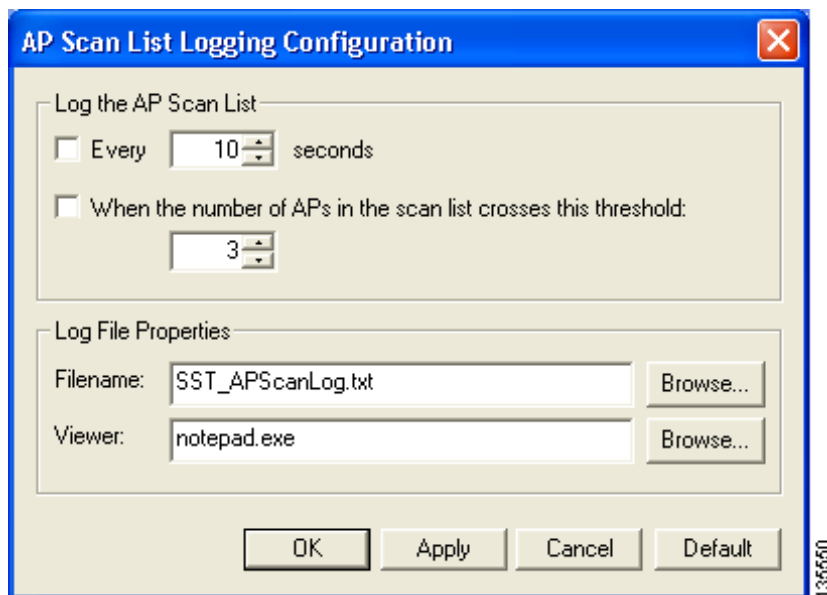 AP Scan List Logging Configuration
Log the AP Scan List
Every 10 seconds
When the number of APs in the scan list crosses this threshold:
3
Log File Properties
Filename: SST_APScanLog.txt Browse...
Viewer: notepad.exe Browse...
OK Apply Cancel Default
135550